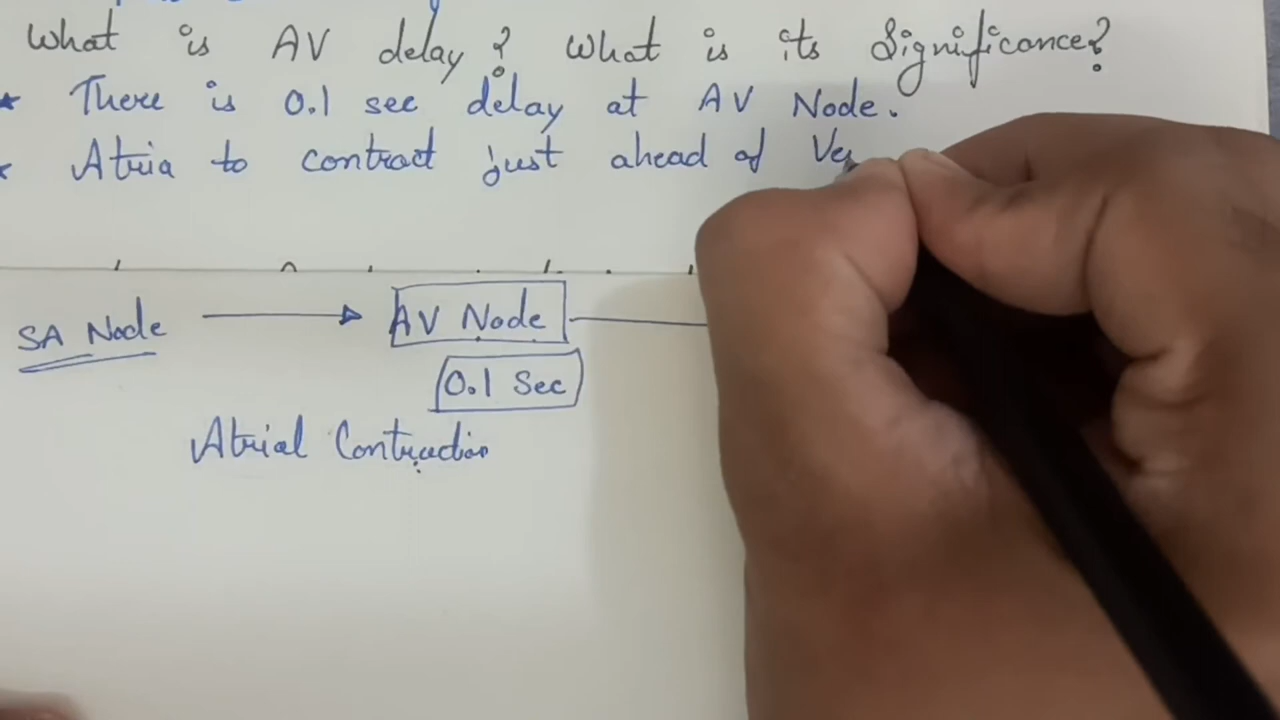 What is AV delay? What is its Significance?
There is 0.1 sec delay at AV Node.
Atria to contract just ahead of Ve
SA Node AV Node
0.1 Sec
Atrial Contraction